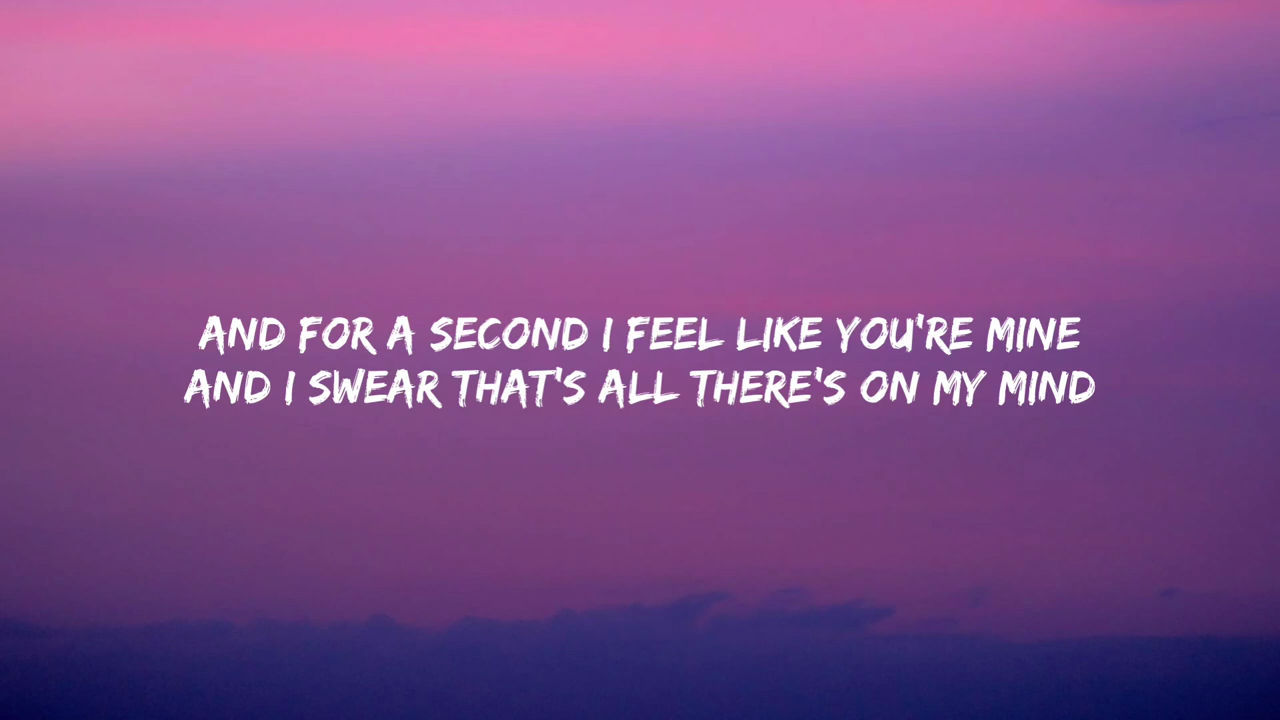 AND FOR A SECOND I FEEL LIKE YOU'RE MINE
AND I SWEAR THAT'S ALL THERE'S ON MY MIND